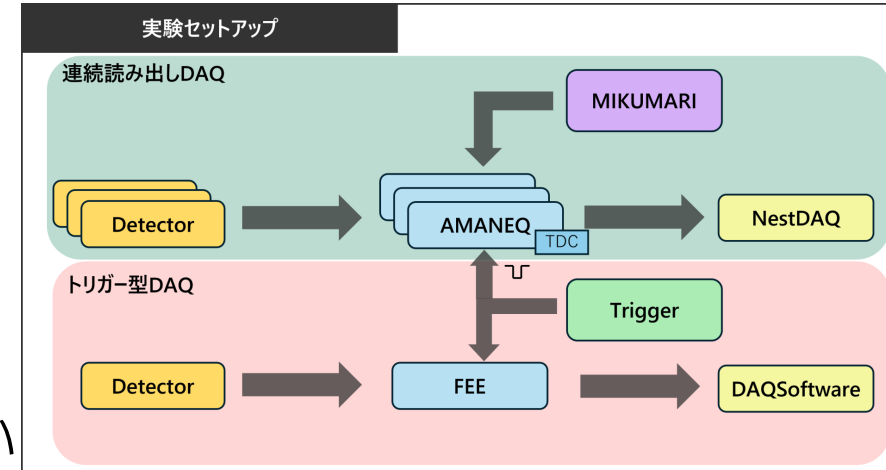 実験セットアップ
連続読み出しDAQ
MIKUMARI
Detector
AMANEQ
TDC
NestDAQ
トリガー型DAQ
Trigger
Detector
FEE
DAQSoftware